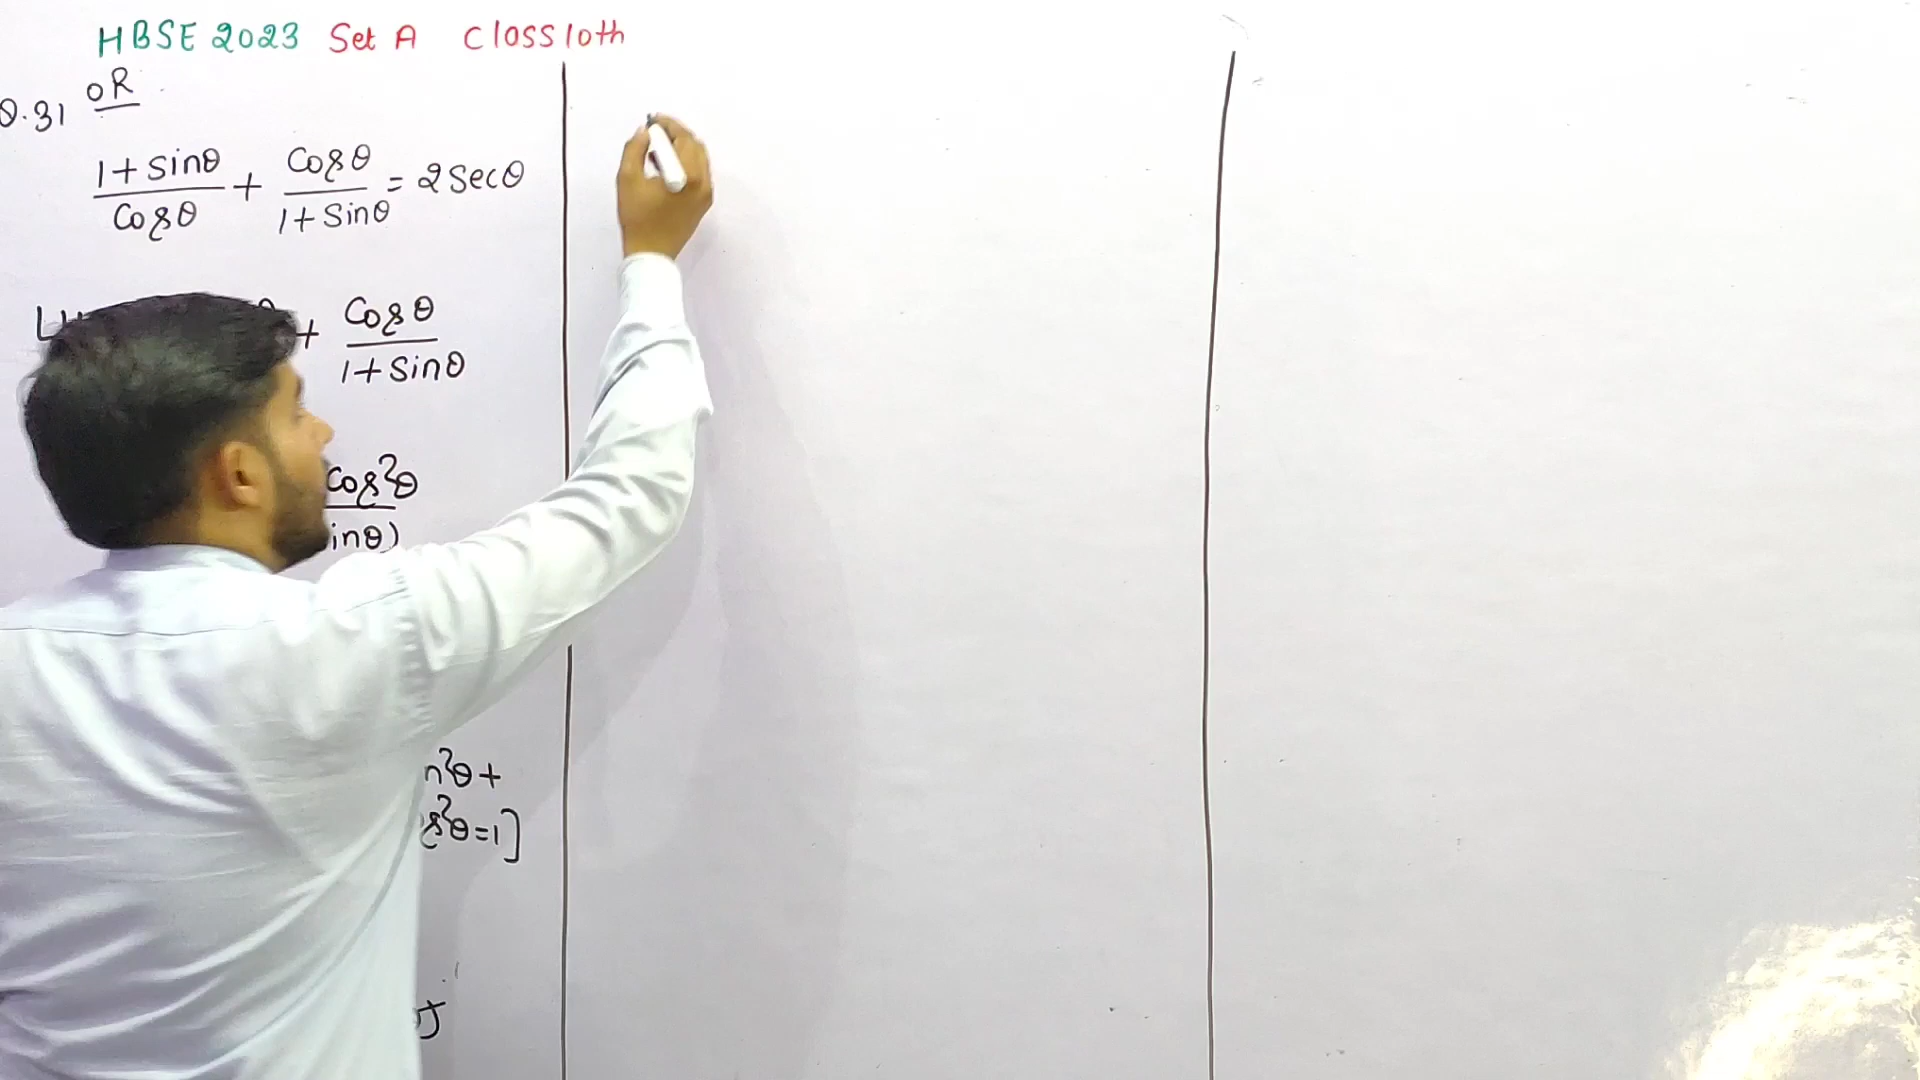 HBSE 2023 Set A Class 10th
Q.31 OR
1+sinθ/cosθ + cosθ/1+sinθ = 2secθ
+ cosθ/1+sinθ
cos²θ
inθ)
n²θ+
s²θ=1]